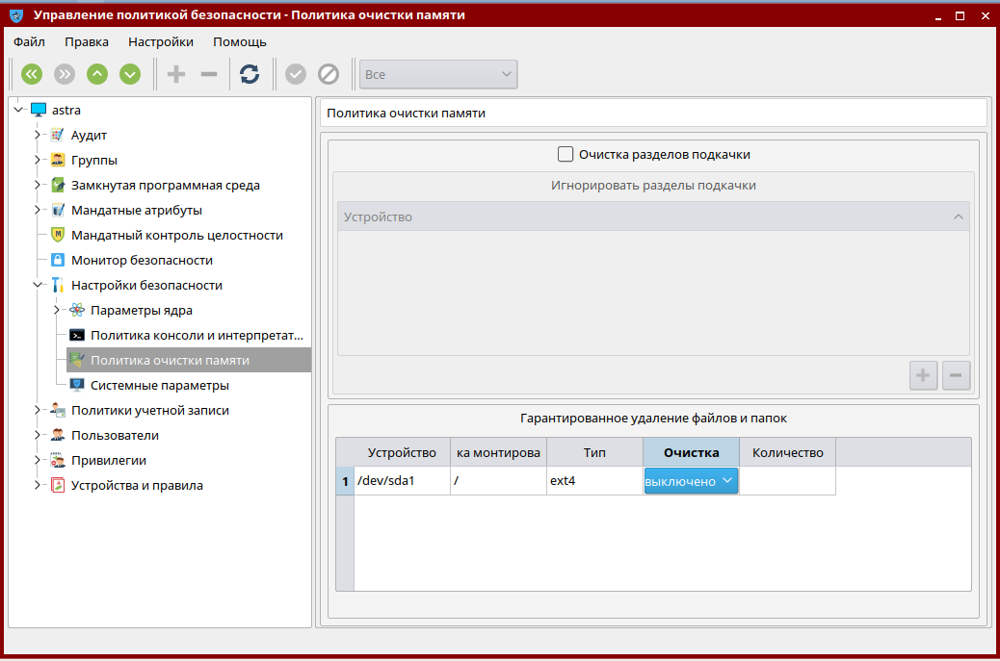 Управление политикой безопасности - Политика очистки памяти
Файл Правка Настройки Помощь
Все
astra
Аудит
Группы
Замкнутая программная среда
Мандатные атрибуты
Мандатный контроль целостности
Монитор безопасности
Настройки безопасности
Параметры ядра
Политика консоли и интерпретат...
Политика очистки памяти
Системные параметры
Политики учетной записи
Пользователи
Привилегии
Устройства и правила
Политика очистки памяти
Очистка разделов подкачки
Игнорировать разделы подкачки
Устройство
Гарантированное удаление файлов и папок
Устройство ка монтирова Тип Очистка Количество
1 /dev/sda1 / ext4 выключено